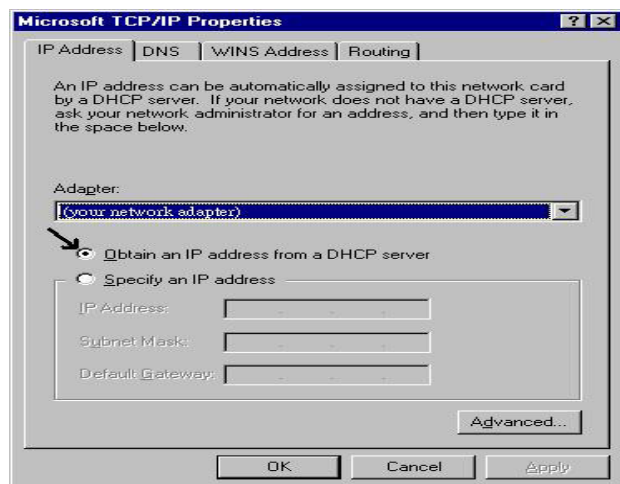 Microsoft TCP/IP Properties
IP Address DNS WINS Address Routing
An IP address can be automatically assigned to this network card
by a DHCP server. If your network does not have a DHCP server,
ask your network administrator for an address, and then type it in
the space below.
Adapter:
(your network adapter)
Obtain an IP address from a DHCP server
Specify an IP address
IP Address:
Subnet Mask:
Default Gateway:
Advanced...
OK Cancel Apply